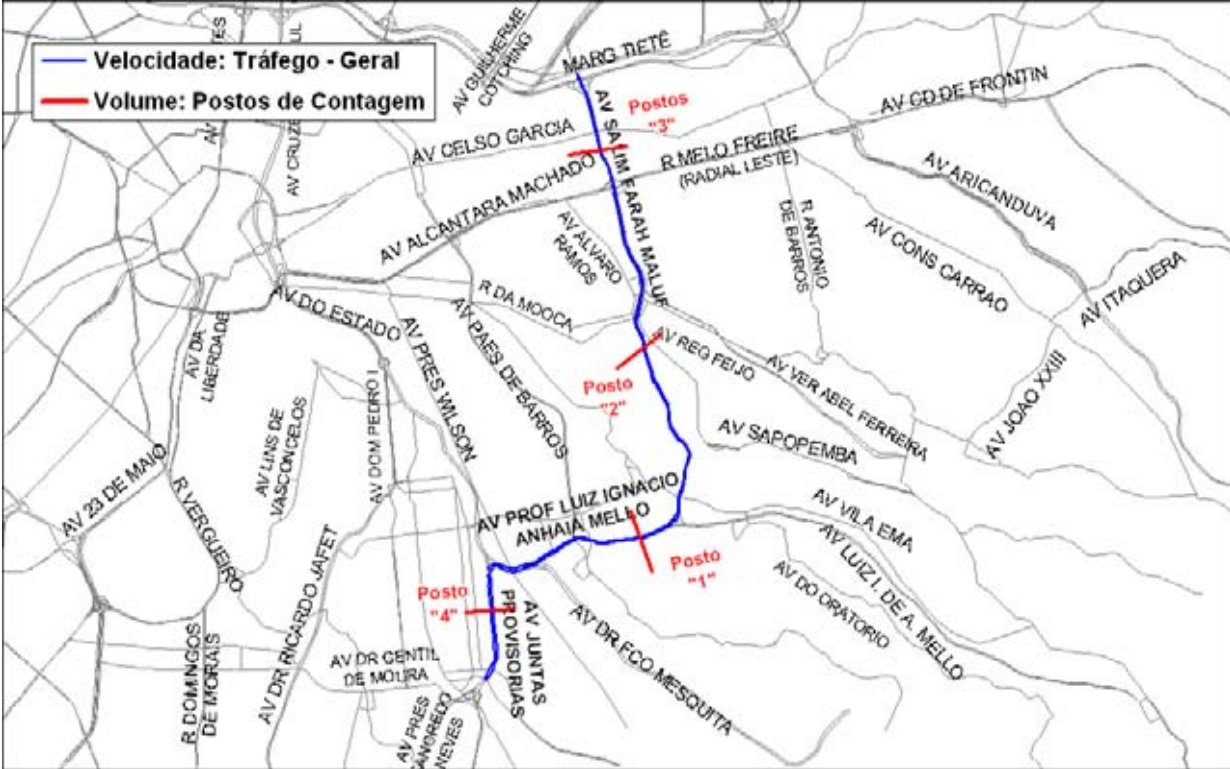 Velocidade: Tráfego - Geral
Volume: Postos de Contagem
AV GUILHERME
COTCHING
MARG TIETÊ
AV CRUZE
UL
TES
AV CELSO GARCIA
AV SALIM FARAH MALUF
Postos
"3"
AV CD DE FRONTIN
R MELO FREIRE
(RADIAL LESTE)
AV ALCANTARA MACHADO
AV ARICANDUVA
AV ALVARO
RAMOS
R ANTONIO
DE BARROS
AV CONS CARRAO
AV ITAQUERA
AV DO ESTADO
R DA MOOCA
AV DA
LIBERDADE
AV PRES WILSON
AV PAES DE BARROS
AV REG FEIJO
Posto
"2"
AV VER ABEL FERREIRA
AV JOAO XXIII
AV LINS DE
VASCONCELOS
AV DOM PEDRO I
AV SAPOPEMBA
AV 23 DE MAIO
R VERGUEIRO
AV PROF LUIZ IGNACIO
ANHAIA MELLO
AV VILA EMA
AV LUIZ I. DE A. MELLO
Posto
"1"
AV DO ORATORIO
Posto
"4"
AV JUNTAS
PROVISORIAS
AV DR RICARDO JAFET
AV DR FCO MESQUITA
R DOMINGOS
DE MORAIS
AV DR GENTIL
DE MOURA
AV PRES
TANCREDO
NEVES